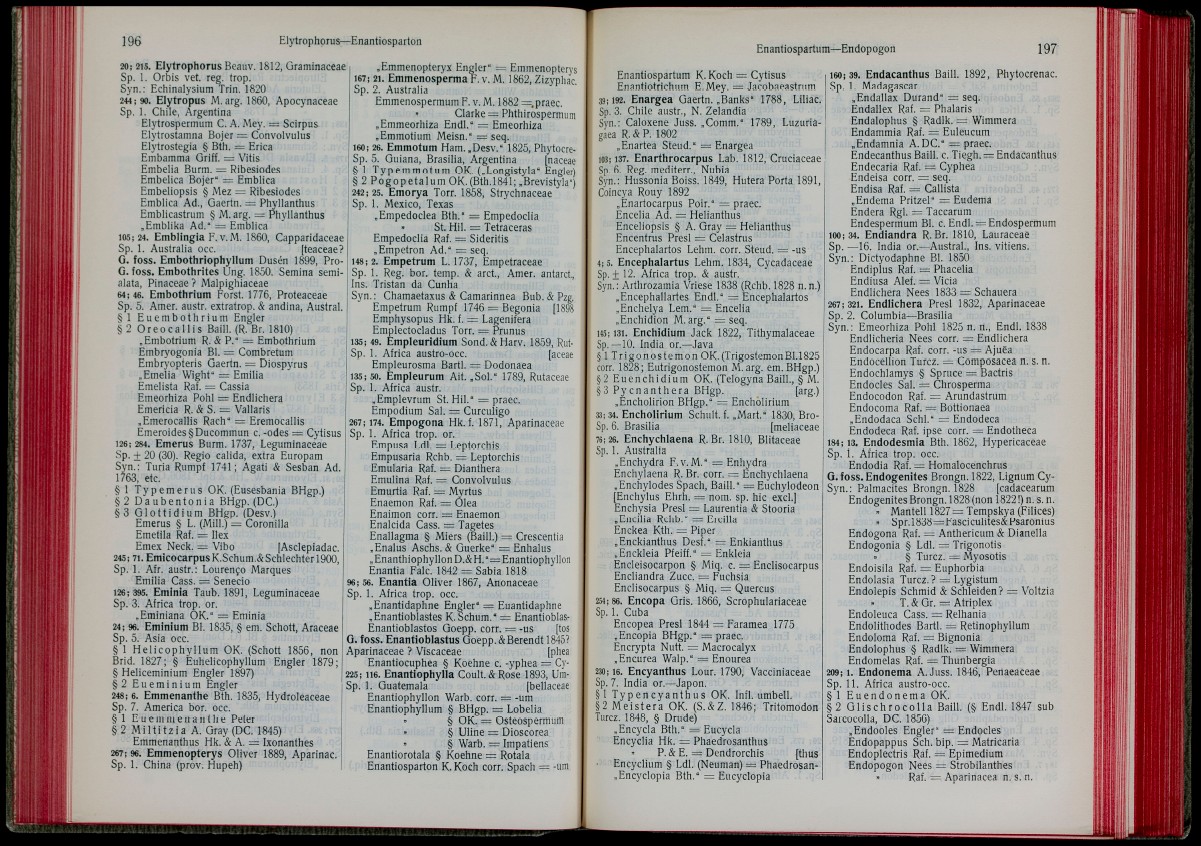 196
Elytrophorus—Enantiosparton
20; 215. Elytrophorus Beauv. 1812, Graminaceae
Sp. 1. Orbis vet. reg. trop.
Syn.: Echinalysium Trin. 1820
244; 90. Elytropus M. arg. 1860, Apocynaceae
Sp. 1. Chile, Argentina
Elytrospermum C. A. Mey. = Scirpus
Elytrostamna Bojer = Convolvulus
Elytrostegia § Bth. = Erica
Embamma Griff. = Vitis
Embelia Burm. = Ribesiodes
Embelica Bojer“ = Emblica
Embeliopsis § Mez = Ribesiodes
Emblica Ad., Gaertn. = Phyllanthus
Emblicastrum § M. arg. = Phyllanthus
„Emblika Ad.“ = Emblica
105; 24. Emblingia F. v. M. 1860, Capparidaceae
Sp. 1. Australia occ. [teaceae?
G. foss. Embothriophyllum Dusén 1899, Pro-
G. foss. Embothrites Ung. 1850. Semina semi-
alata, Pinaceae? Malpighiaceae
64; 46. Embothrium Forst. 1776, Proteaceae
Sp. 5. Amer. austr. extratrop. & andina, Austral.
§ 1 Euembothrium Engler
§ 2 Oreocallis Baill. (R. Br. 1810)
„Embotrium R. & P.“ = Embothrium
Embryogonia Bl. = Combretum
Embryopteris Gaertn. = Diospyrus
„Emelia Wight“ = Emilia
Emelista Raf. = Cassia
Emeorhiza Pohl = Endlichera
Emericia R. & S. = Vallaris
„Emerocallis Rach“ = Eremocallis
Emeroides § Ducommun c. -odes = Cytisus
126; 284. Emerus Burm. 1737, Leguminaceae
Sp. ± 20 (30). Regio calida, extra Europam
Syn.: Turia Rumpf 1741; Agati & Sesban Ad.
1763, etc.
§ 1 Typemerus OK. (Eusesbania BHgp.)
§ 2 Daubentonia BHgp. (DC.)
§ 3 Glottidium BHgp. (Desv.)
Emerus § L. (Mill.) = Coronilla
Emetila Raf. = Ilex
Emex Neck. = Vibo [Asclepiadac.
245; 71. Emicocarpus K. Schum. & Schlechter 1900,
Sp. 1. Afr. austr.: Lourenço Marques
Emilia Cass. = Senecio
126; 395. Eminia Taub. 1891, Leguminaceae
Sp. 3. Africa trop. or.
„Eminiana OK.“ = Eminia
24; 96. Eminium Bl. 1835, § em. Schott, Araceae
Sp. 5. Asia occ.
§ 1 Helicophyllum OK. (Schott 1856, non
Brid. 1827; § Euhelicophyllum Engler 1879;
§ Heliceminium Engler 1897)
§ 2 Eueminium Engler
248; 6. Emmenanthe Bth. 1835, Hydroleaceae
Sp. 7. America bor. occ.
§ 1 Euemmenanthe Peter
§ 2 Miltitzia A. Gray (DC. 1845)
Emmenanthus Hk. & A. = Ixonanthes
267; 96. Emmenopterys Oliver 1889, Aparinac.
Sp. 1. China (prov. Hupeh)
„Emmenopteryx Engler“ = Emmenopterys
167; 21. Emmenosperma F. v. M. 1862, Zizyphac.
Sp. 2. Australia
Emmenospermum F. v. M. 1882 = praec.
„ Clarke = Phthirospermum
„Emmeorhiza Endl.“ = Emeorhiza
„Emmotium Meisn.“ = seq.
160; 26. Emmotum Ham. „Desv.“ 1825, Phytocre-
Sp. 5. Guiana, Brasilia, Argentina [naceae
§ 1 Typemmotum OK. („Longistyla“ Engler)
§ 2 Pogopetalum OK. (Bth. 1841; „Brevistyla“)
242; 25. Emorya Torr. 1858, Strychnaceae
Sp. 1. Mexico, Texas
„Empedoclea Bth.“ = Empedoclia
„ St. Hil. = Tetraceras
Empedoclia Raf. = Sideritis
„Empetron Ad.“ = seq.
148; 2. Empetrum L. 1737, Empetraceae
Sp. 1. Reg. bor. temp. & arct., Amer. antarct.,
Ins. Tristan da Cunha
Syn.: Chamaetaxus & Camarinnea Bub. & Pzg.
Empetrum Rumpf 1746 = Begonia [1898
Emphysopus Hk. f. = Lagenifera
Emplectocladus Torr. = Prunus
135; 49. Empleuridium Sond. & Harv. 1859, Rut-
Sp. 1. Africa austro-occ. [aceae
Empleurosma Bartl. = Dodonaea
135; 50. Empleurum Ait. „Sol.“ 1789, Rutaceae
Sp. 1. Africa austr.
„Emplevrum St. Hil.“ = praec.
Empodium Sal. = Curculigo
267; 174. Empogona Hk. f. 1871, Aparinaceae
Sp. 1. Africa trop. or.
Empusa Ldl. = Leptorchis
Empusaria Rchb. = Leptorchis
Emularia Raf. = Dianthera
Emulina Raf. = Convolvulus
Emurtia Raf. = Myrtus
Enaemon Raf. = Olea
Enaimon corr. = Enaemon
Enalcida Cass. = Tagetes
Enallagma § Miers (Baill.) = Crescentia
„Enalus Aschs. & Guerke“ = Enhalus
„Enanthiophyllon D. & H.“ = Enantiophyllon
Enantia Falc. 1842 = Sabia 1818
96; 56. Enantia Oliver 1867, Anonaceae
Sp. 1. Africa trop. occ.
„Enantidaphne Engler“ = Euantidaphne
„Enantioblastes K. Schum.“ = Enantioblas-
Enantioblastos Goepp. corr. = -us [tos
G. foss. Enantioblastus Goepp. & Berendt 1845?
Aparinaceae? Viscaceae [phea
Enantiocuphea § Koehne c. -yphea = Cy-
225; 116. Enantiophylla Coult. & Rose 1893, Um-
Sp. 1. Guatemala [bellaceae
Enantiophyllon Warb. corr. = -um
Enantiophyllum § BHgp. = Lobelia
„ § OK. = Osteospermum
„ § Uline = Dioscorea
„ § Warb. = Impatiens
Enantiorotala § Koehne = Rotala
Enantiosparton K. Koch corr. Spach = -um
Enantiospartum—Endopogon
197
Enantiospartum K. Koch = Cytisus
Enantiotrichum E. Mey. = Jacobaeastrum
39; 192. Enargea Gaertn. „Banks“ 1788, Liliac.
Sp. 3. Chile austr., N. Zelandia
Syn.: Caloxene Juss. „Comm.“ 1789, Luzuria-
gaea R. & P. 1802
„Enartea Steud.“ = Enargea
103; 137. Enarthrocarpus Lab. 1812, Cruciaceae
Sp. 6. Reg. mediterr., Nubia
Syn.: Hussonia Boiss. 1849, Hutera Porta 1891,
Coincya Rouy 1892
„Enartocarpus Poir.“ = praec.
Encelia Ad. = Helianthus
Enceliopsis § A. Gray = Helianthus
Encentrus Presl = Celastrus
Encephalartos Lehm. corr. Steud. = -us
4; 5. Encephalartus Lehm. 1834, Cycadaceae
Sp. ± 12. Africa trop. & austr.
Syn.: Arthrozamia Vriese 1838 (Rchb. 1828 n. n.)
„Encephallartes Endl.“ = Encephalartos
„Enchelya Lem.“ = Encelia
„Enchidion M. arg.“ = seq.
145; 131. Enchidium Jack 1822, Tithymalaceae
Sp. —10. India or.—Java
§ 1 Trigonostemon OK. (Trigostemon Bl. 1825
corr. 1828; Eutrigonostemon M. arg. em. BHgp.)
§ 2 Euenchidium OK. (Telogyna Baill., § M.
§ 3 Pycnanthera BHgp. [arg.)
„Encholirion BHgp.“ = Encholirium
33; 34. Encholirium Schult. f. „Mart.“ 1830, Bro-
Sp. 6. Brasilia [meliaceae
76; 26. Enchychlaena R. Br. 1810, Blitaceae
Sp. 1. Australia
„Enchydra F. v. M.“ = Enhydra
Enchylaena R. Br. corr. = Enchychlaena
„Enchylodes Spach, Baill.“ = Euchylodeon
[Enchylus Ehrh. = nom. sp. hic excl.]
Enchysia Presl = Laurentia & Stooria
„Encilia Rchb.“ = Ercilla
Enckea Kth. = Piper
„Enckianthus Desf.“ = Enkianthus
„Enckleia Pfeiff.“ = Enkleia
Encleisocarpon § Miq. c. = Enclisocarpus
Encliandra Zucc. = Fuchsia
Enclisocarpus § Miq. = Quercus
254; 86. Encopa Gris. 1866, Scrophulariaceae
Sp. 1. Cuba
Encopea Presl 1844 = Faramea 1775
„Encopia BHgp.“ = praec.
Encrypta Nutt. = Macrocalyx
„Encurea Walp.“ = Enourea
230; 16. Encyanthus Lour. 1790, Vacciniaceae
Sp. 7. India or.—Japon.
§ 1 Typencyanthus OK. Infl. umbell.
§ 2 Meistera OK. (S. & Z. 1846; Tritomodon
Turcz. 1848, § Drude)
„Encycla Bth.“ = Eucycla
Encyclia Hk. = Phaedrosanthus
„ P. & E. = Dendrorchis [thus
Encyclium § Ldl. (Neuman) = Phaedrosan-
„Encyclopia Bth.“ = Eucyclopia
160; 39. Endacanthus Baill. 1892, Phytocrenac.
Sp. 1. Madagascar
„Endallax Durand“ = seq.
Endallex Raf. = Phalaris
Endalophus § Radlk. = Wimmera
Endammia Raf. = Euleucum
„Endamnia A. DC.“ = praec.
Endecanthus Baill. c. Tiegh. = Endacanthus
Endecaria Raf. = Cyphea
Endeisa corr. = seq.
Endisa Raf. = Callista
„Endema Pritzel“ = Eudema
Endera Rgl. = Taccarum
Endespermum Bl. c. Endl. = Endospermum
100; 34. Endiandra R. Br. 1810, Lauraceae
Sp. —16. India or.—Austral., Ins. vitiens.
Syn.: Dictyodaphne Bl. 1850
Endiplus Raf. = Phacelia
Endiusa Alef. = Vicia
Endlichera Nees 1833 = Schauera
267; 321. Endlichera Presl 1832, Aparinaceae
Sp. 2. Columbia—Brasilia
Syn.: Emeorhiza Pohl 1825 n. n., Endl. 1838
Endlicheria Nees corr. = Endlichera
Endocarpa Raf. corr. -us = Ajuëa
Endocellion Turcz. = Composacea n. s. n.
Endochlamys § Spruce = Bactris
Endocles Sal. = Chrosperma
Endocodon Raf. = Arundastrum
Endocoma Raf. = Bottionaea
„Endodaca Schl.“ = Endodeca
Endodeca Raf. ipse corr. = Endotheca
184; 13. Endodesmia Bth. 1862, Hypericaceae
Sp. 1. Africa trop. occ.
Endodia Raf. = Homalocenchrus
G. foss. Endogenites Brongn. 1822, Lignum Cy-
Syn.: Palmacites Brongn. 1828 [cadacearum
Endogenites Brongn. 1828 (non 1822!) n. s. n.
„ Mantell 1827 = Tempskya (Filices)
„ Spr. 1838 = Fasciculites & Psaronius
Endogona Raf. = Anthericum & Dianella
Endogonia § Ldl. = Trigonotis
„ § Turcz. = Myosotis
Endoisila Raf. = Euphorbia
Endolasia Turcz.? = Lygistum
Endolepis Schmid & Schleiden? = Voltzia
„ T. & Gr. = Atriplex
Endoleuca Cass. = Relhania
Endolithodes Bartl. = Retinophyllum
Endoloma Raf. = Bignonia
Endolophus § Radlk. = Wimmera
Endomelas Raf. = Thunbergia
209; 1. Endonema A. Juss. 1846, Penaeaceae
Sp. 11. Africa austro-occ.
§ 1 Euendonema OK.
§ 2 Glischrocolla Baill. (§ Endl. 1847 sub
Sarcocolla, DC. 1856)
„Endooles Engler“ = Endocles
Endopappus Sch. bip. = Matricaria
Endoplectris Raf. = Epimedium
Endopogon Nees = Strobilanthes
„ Raf. = Aparinacea n. s. n.